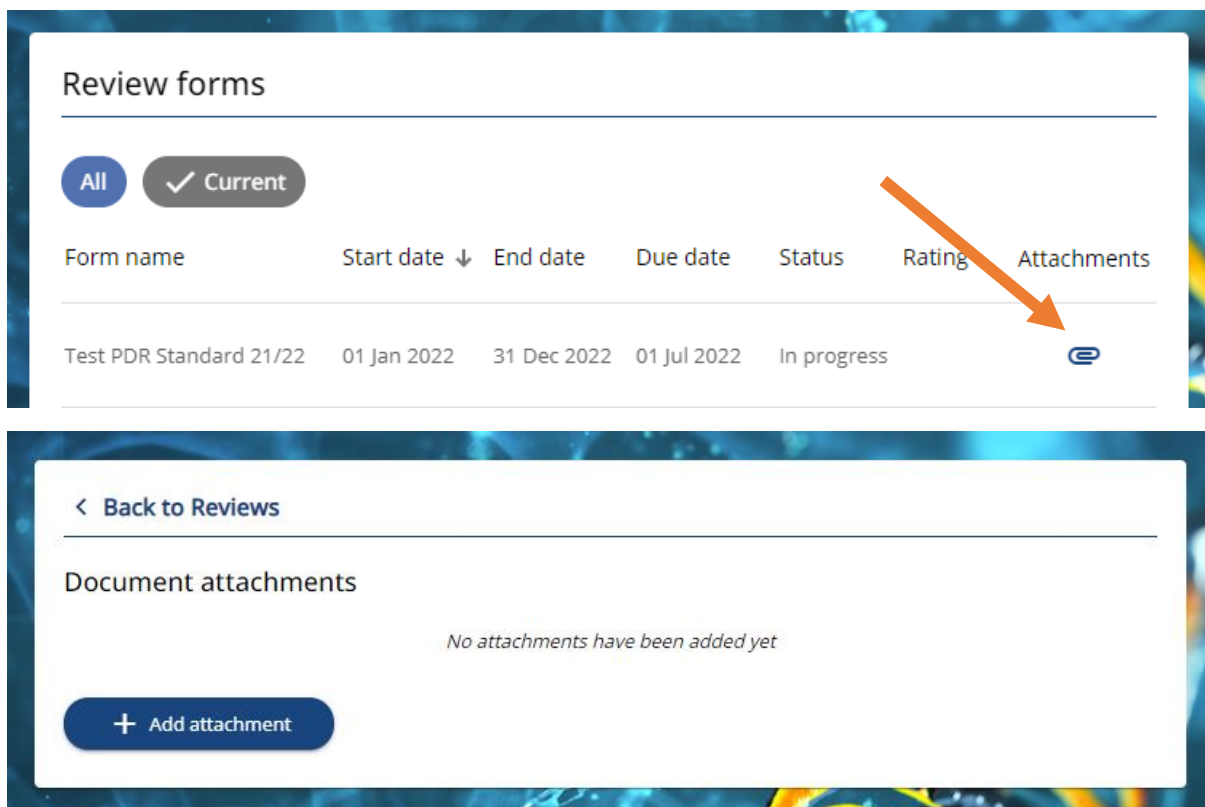 Review forms
All Current
Form name Start date End date Due date Status Rating Attachments
Test PDR Standard 21/22 01 Jan 2022 31 Dec 2022 01 Jul 2022 In progress
Back to Reviews
Document attachments
No attachments have been added yet
Add attachment